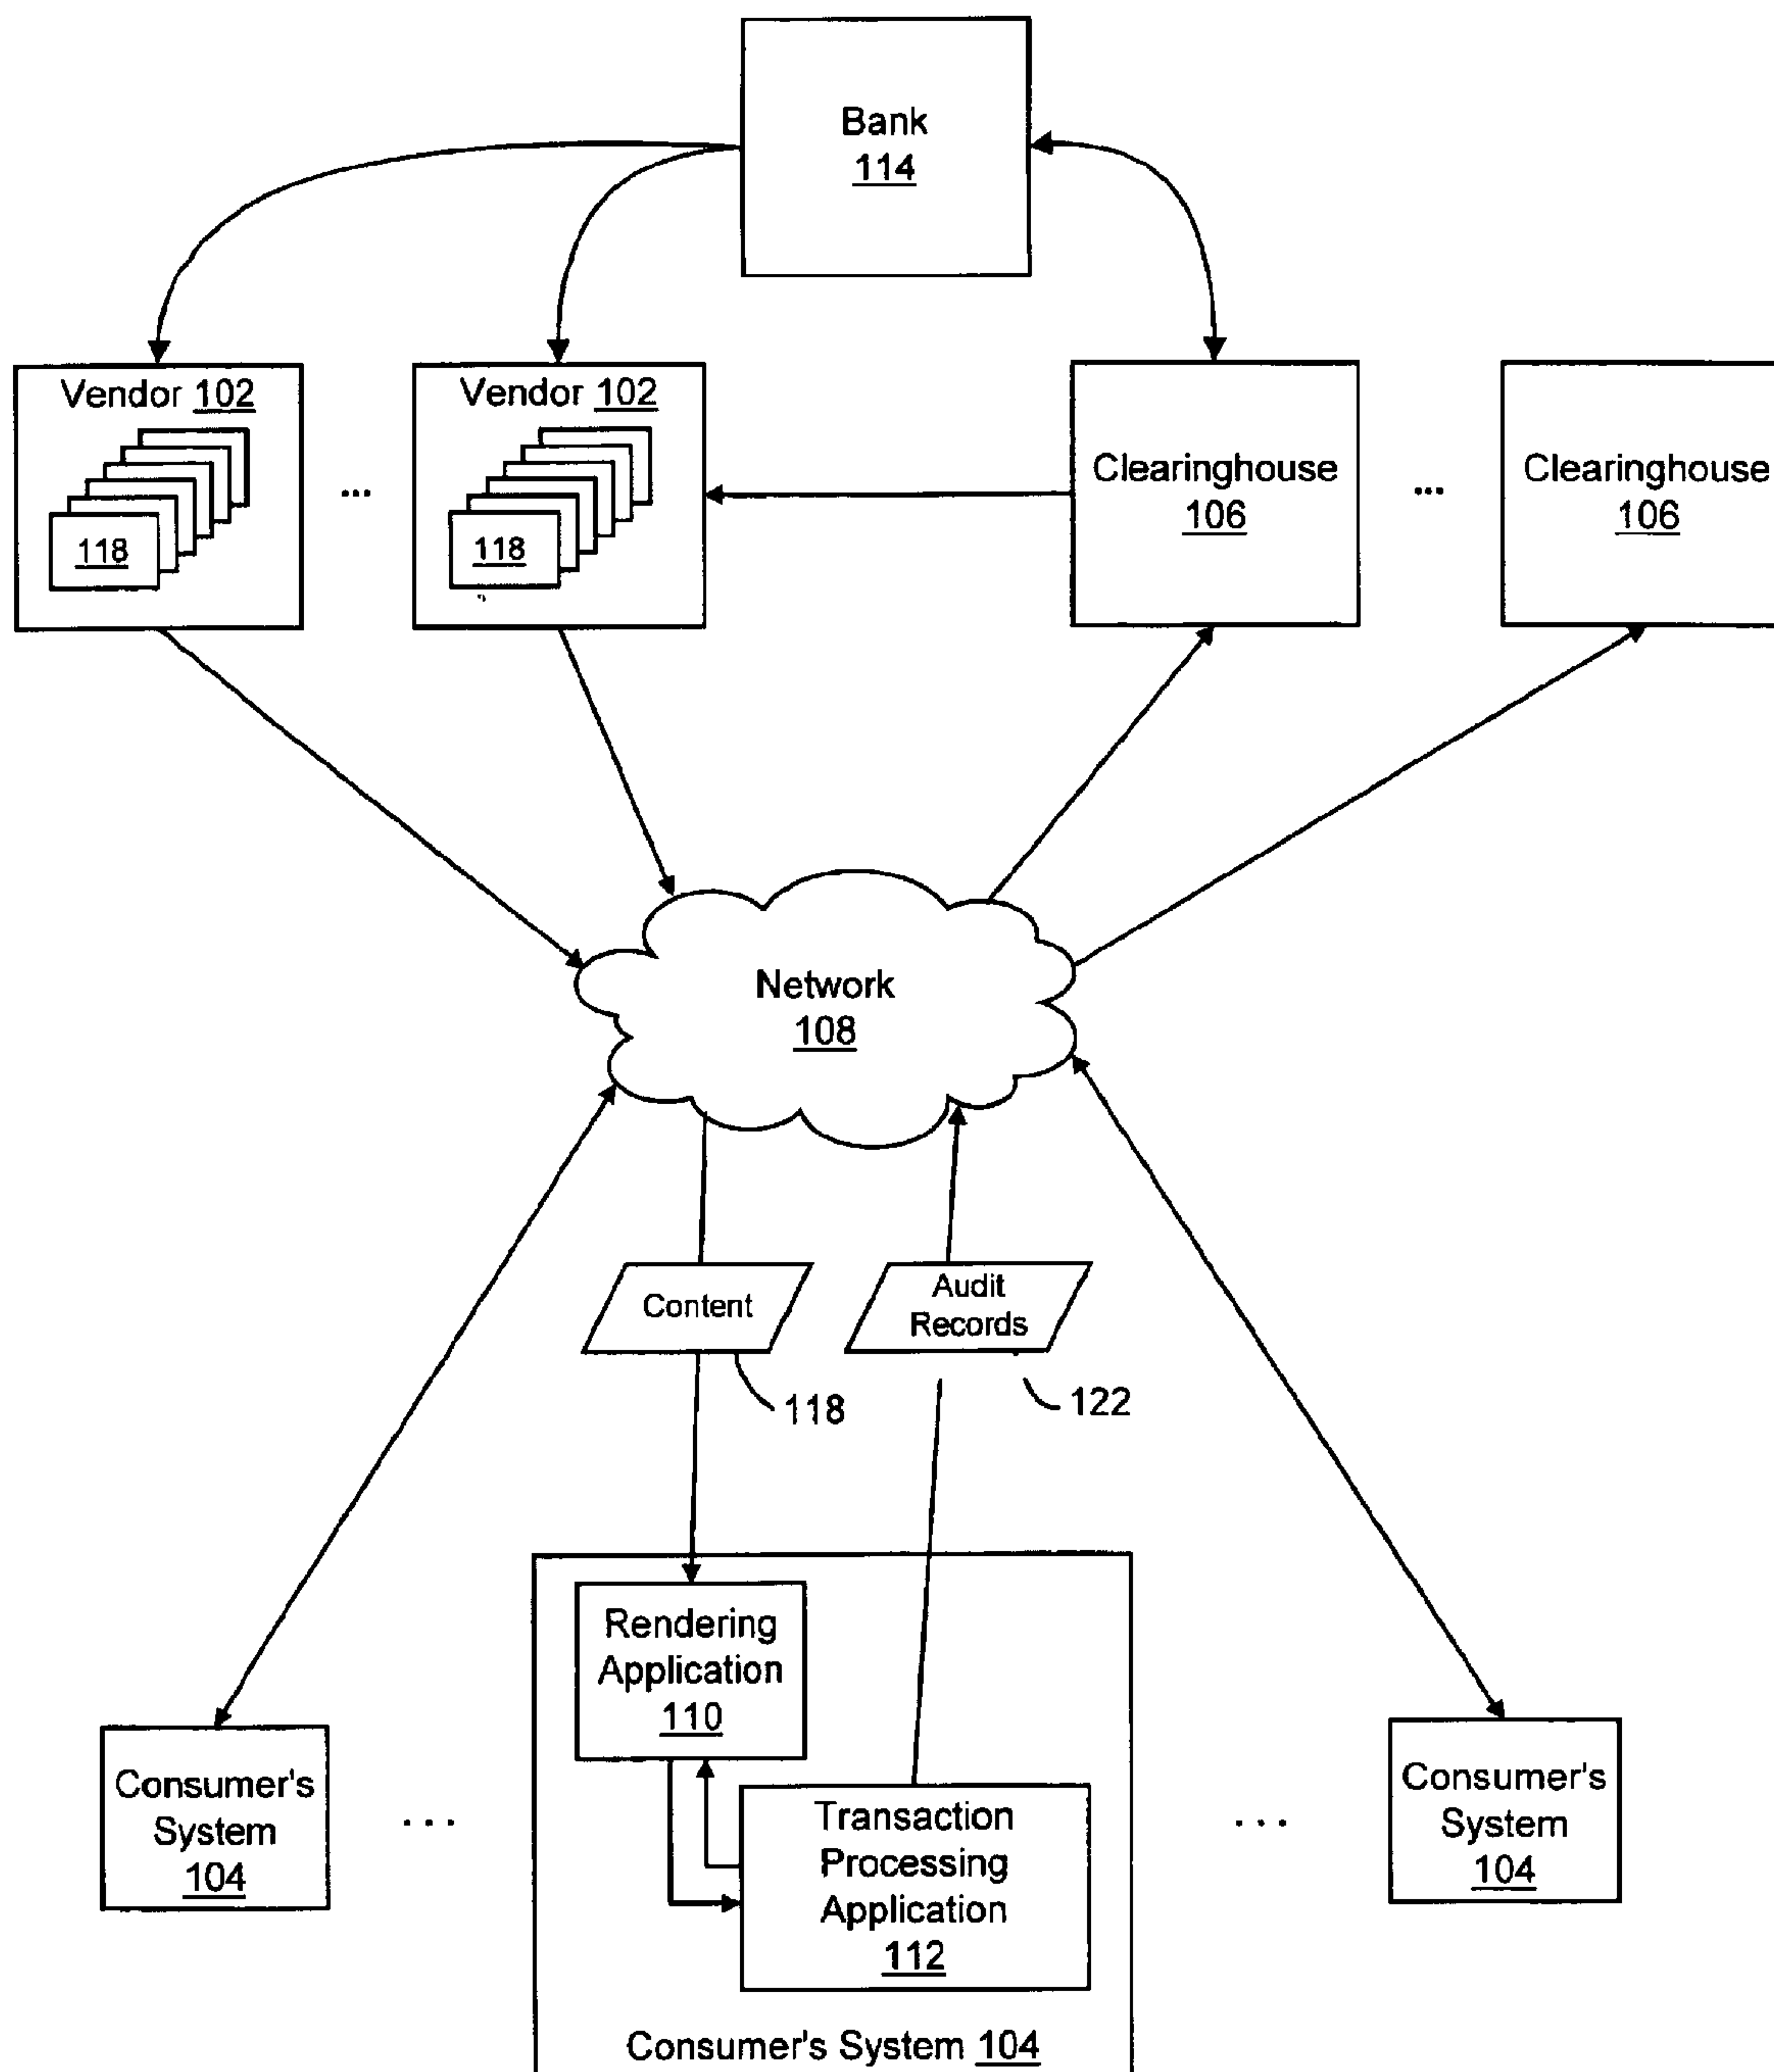 Bank
114
Vendor 102
118
...
Vendor 102
118
Clearinghouse
106
...
Clearinghouse
106
Network
108
Content
118
Audit
Records
122
Rendering
Application
110
Transaction
Processing
Application
112
Consumer's System 104
Consumer's
System
104
...
...
Consumer's
System
104